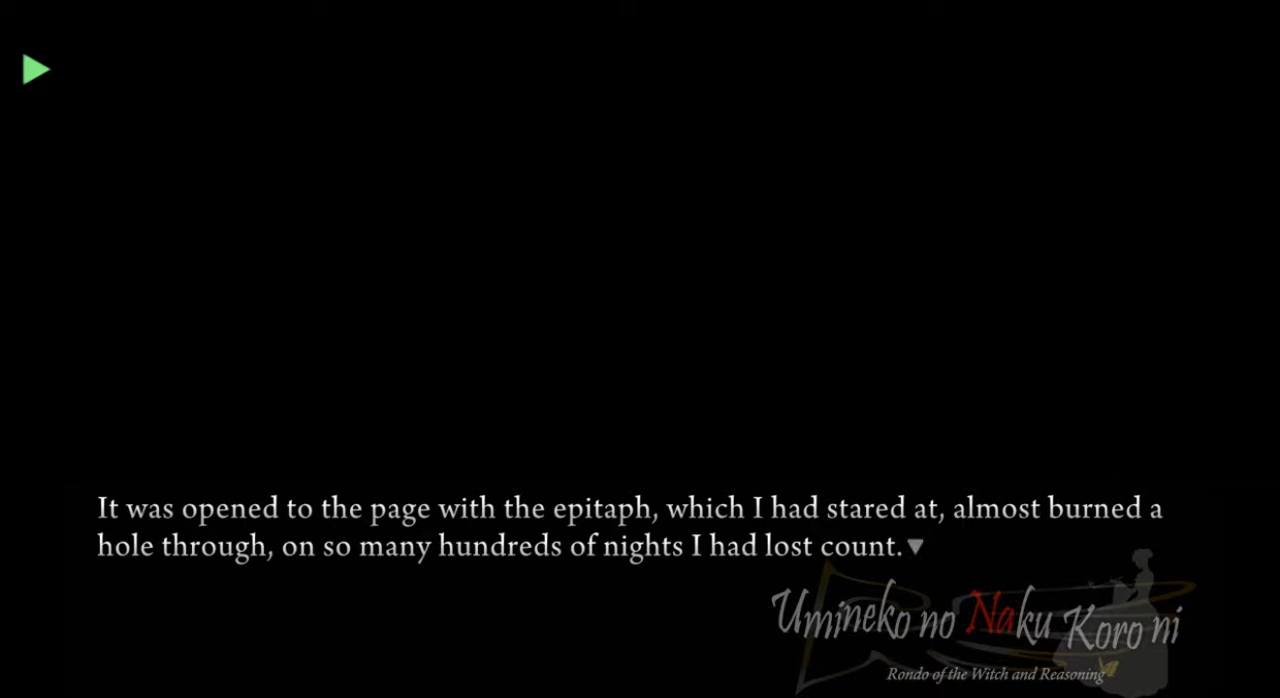 It was opened to the page with the epitaph, which I had stared at, almost burned a
hole through, on so many hundreds of nights I had lost count.
Umineko no Naku Koro ni
Rondo of the Witch and Reasoning